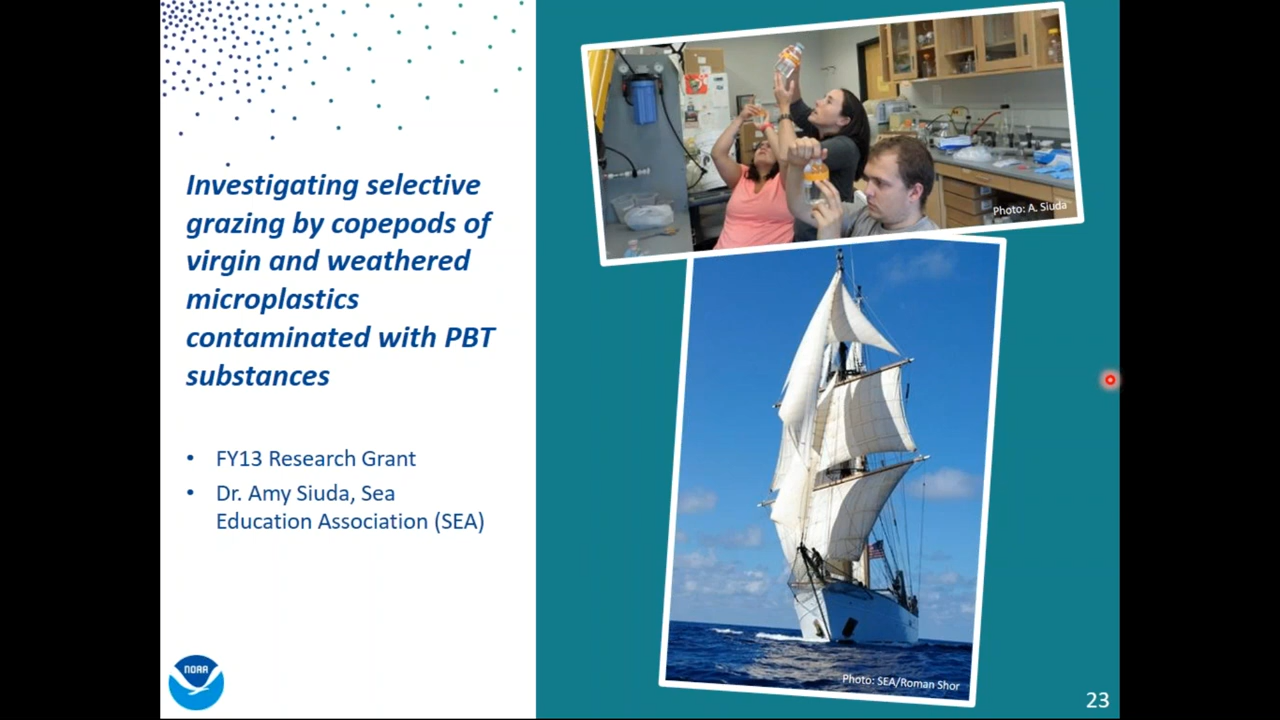 Investigating selective
grazing by copepods of
virgin and weathered
microplastics
contaminated with PBT
substances
• FY13 Research Grant
• Dr. Amy Siuda, Sea
Education Association (SEA)
NOAA
Photo: A. Siuda
Photo: SEA/Roman Shor
23